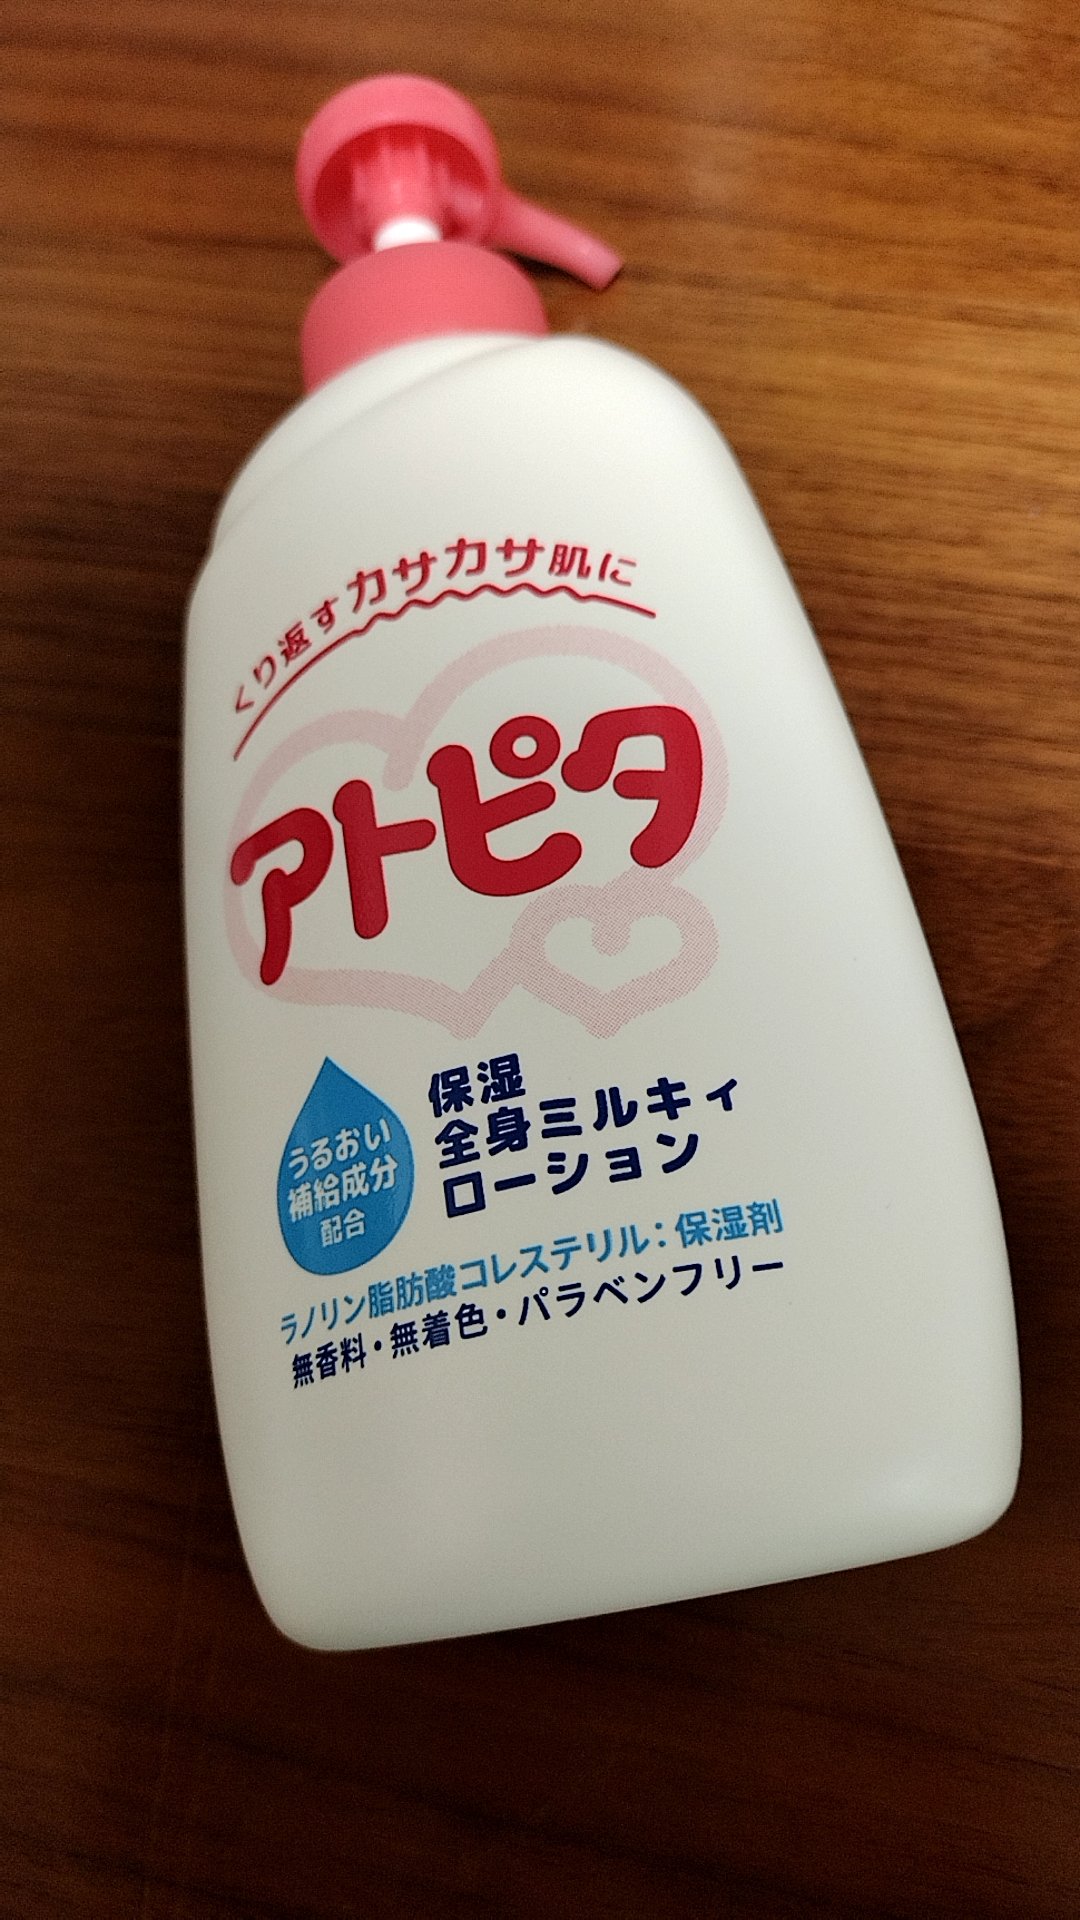 くり返すカサカサ肌に
アトピタ
うるおい
補給成分
配合
保湿
全身ミルキィ
ローション
ラノリン脂肪酸コレステリル：保湿剤
無香料・無着色・パラベンフリー